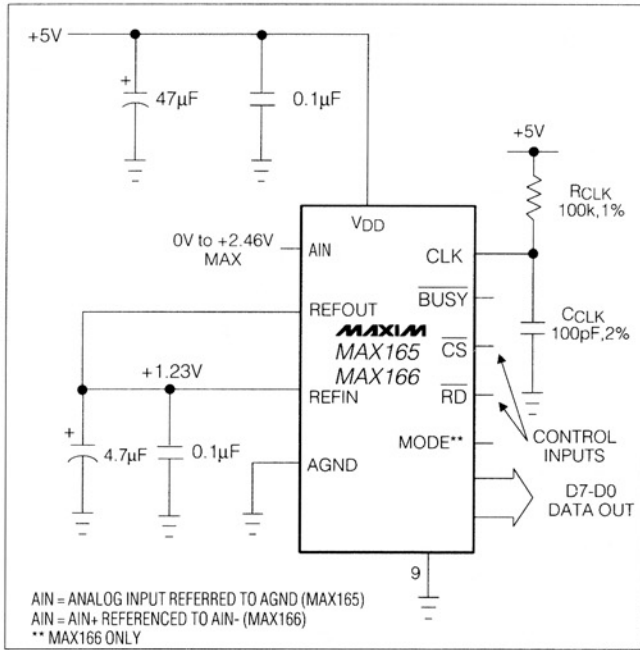 +5V
+
47µF
0.1µF
+5V
RCLK
100k,1%
VDD
0V to +2.46V
MAX
AIN
CLK
BUSY
REFOUT
CCLK
100pF,2%
MAXIM
MAX165
MAX166
CS
+1.23V
REFIN
RD
+
4.7µF
0.1µF
MODE**
CONTROL
INPUTS
AGND
D7-D0
DATA OUT
9
AIN = ANALOG INPUT REFERRED TO AGND (MAX165)
AIN = AIN+ REFERENCED TO AIN- (MAX166)
** MAX166 ONLY